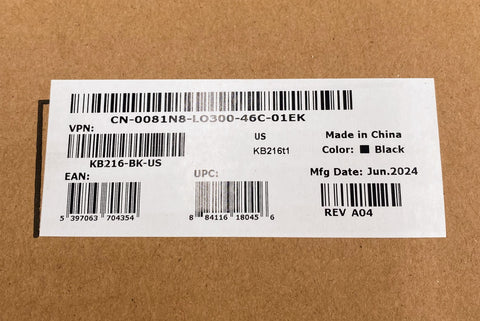 CN-0081N8-LO300-46C-01EK
VPN:
KB216-BK-US
US
KB216t1
Made in China
Color: Black
EAN:
5 397063 704354
UPC:
8 84116 18045 6
Mfg Date: Jun.2024
REV A04